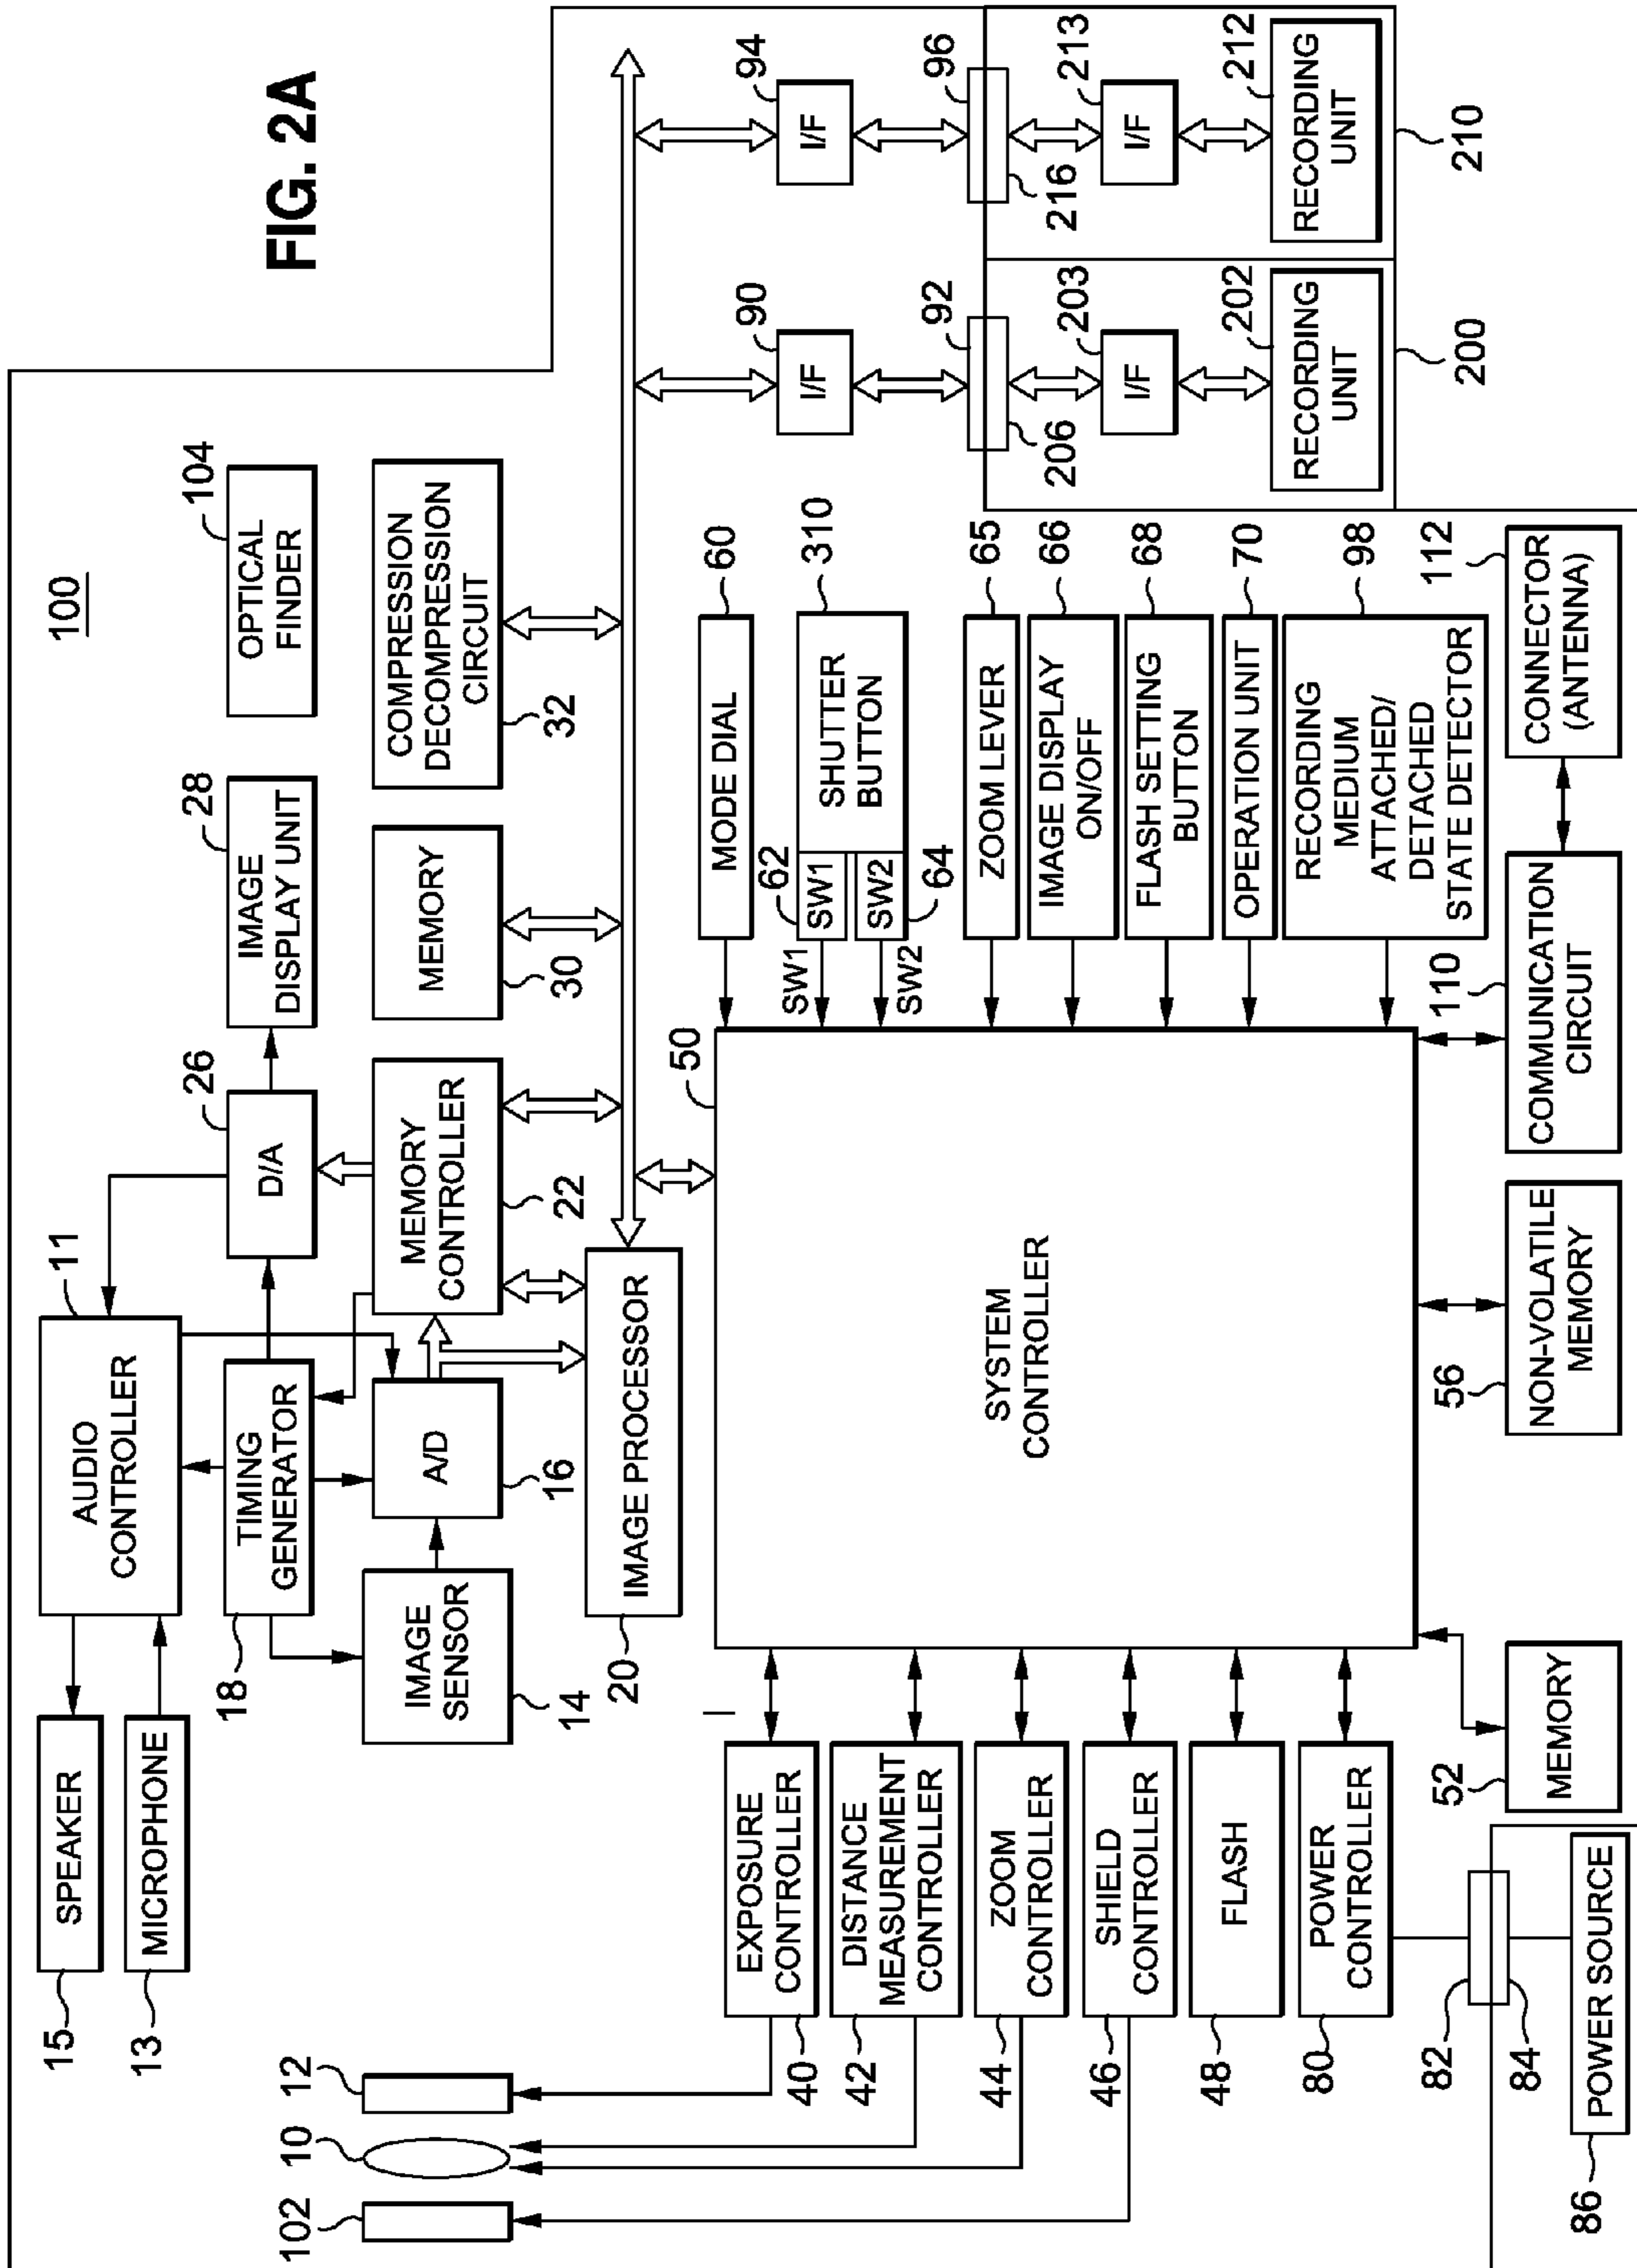 FIG. 2A
100
SPEAKER
15
MICROPHONE
13
AUDIO
CONTROLLER
11
TIMING
GENERATOR
18
D/A
26
IMAGE
DISPLAY UNIT
28
OPTICAL
FINDER
104
12
10
102
IMAGE
SENSOR
14
A/D
16
MEMORY
CONTROLLER
22
MEMORY
30
COMPRESSION
DECOMPRESSION
CIRCUIT
32
IMAGE PROCESSOR
20
EXPOSURE
CONTROLLER
40
DISTANCE
MEASUREMENT
CONTROLLER
42
ZOOM
CONTROLLER
44
SHIELD
CONTROLLER
46
FLASH
48
POWER
CONTROLLER
80
82
84
POWER SOURCE
86
SYSTEM
CONTROLLER
50
MEMORY
52
NON-VOLATILE
MEMORY
56
COMMUNICATION
CIRCUIT
110
CONNECTOR
(ANTENNA)
112
MODE DIAL
60
SW1
SW1
62
SHUTTER
BUTTON
310
SW2
SW2
64
ZOOM LEVER
65
IMAGE DISPLAY
ON/OFF
66
FLASH SETTING
BUTTON
68
OPERATION UNIT
70
RECORDING
MEDIUM
ATTACHED/
DETACHED
STATE DETECTOR
98
I/F
90
92
206
I/F
203
RECORDING
UNIT
202
200
I/F
94
96
216
I/F
213
RECORDING
UNIT
212
210